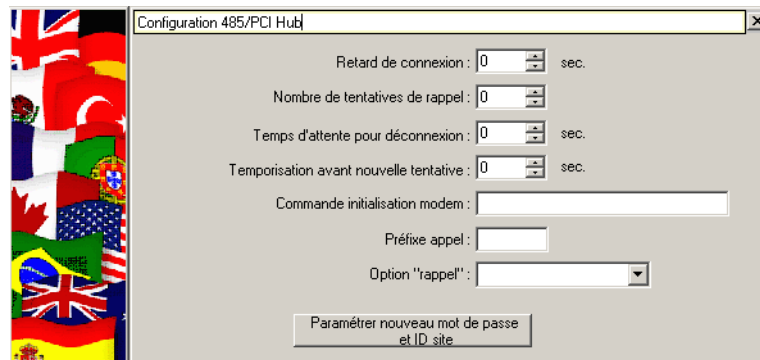 Configuration 485/PCI Hub
Retard de connexion : 0 sec.
Nombre de tentatives de rappel : 0
Temps d'attente pour déconnexion : 0 sec.
Temporisation avant nouvelle tentative : 0 sec.
Commande initialisation modem :
Préfixe appel :
Option "rappel" :
Paramétrer nouveau mot de passe
et ID site